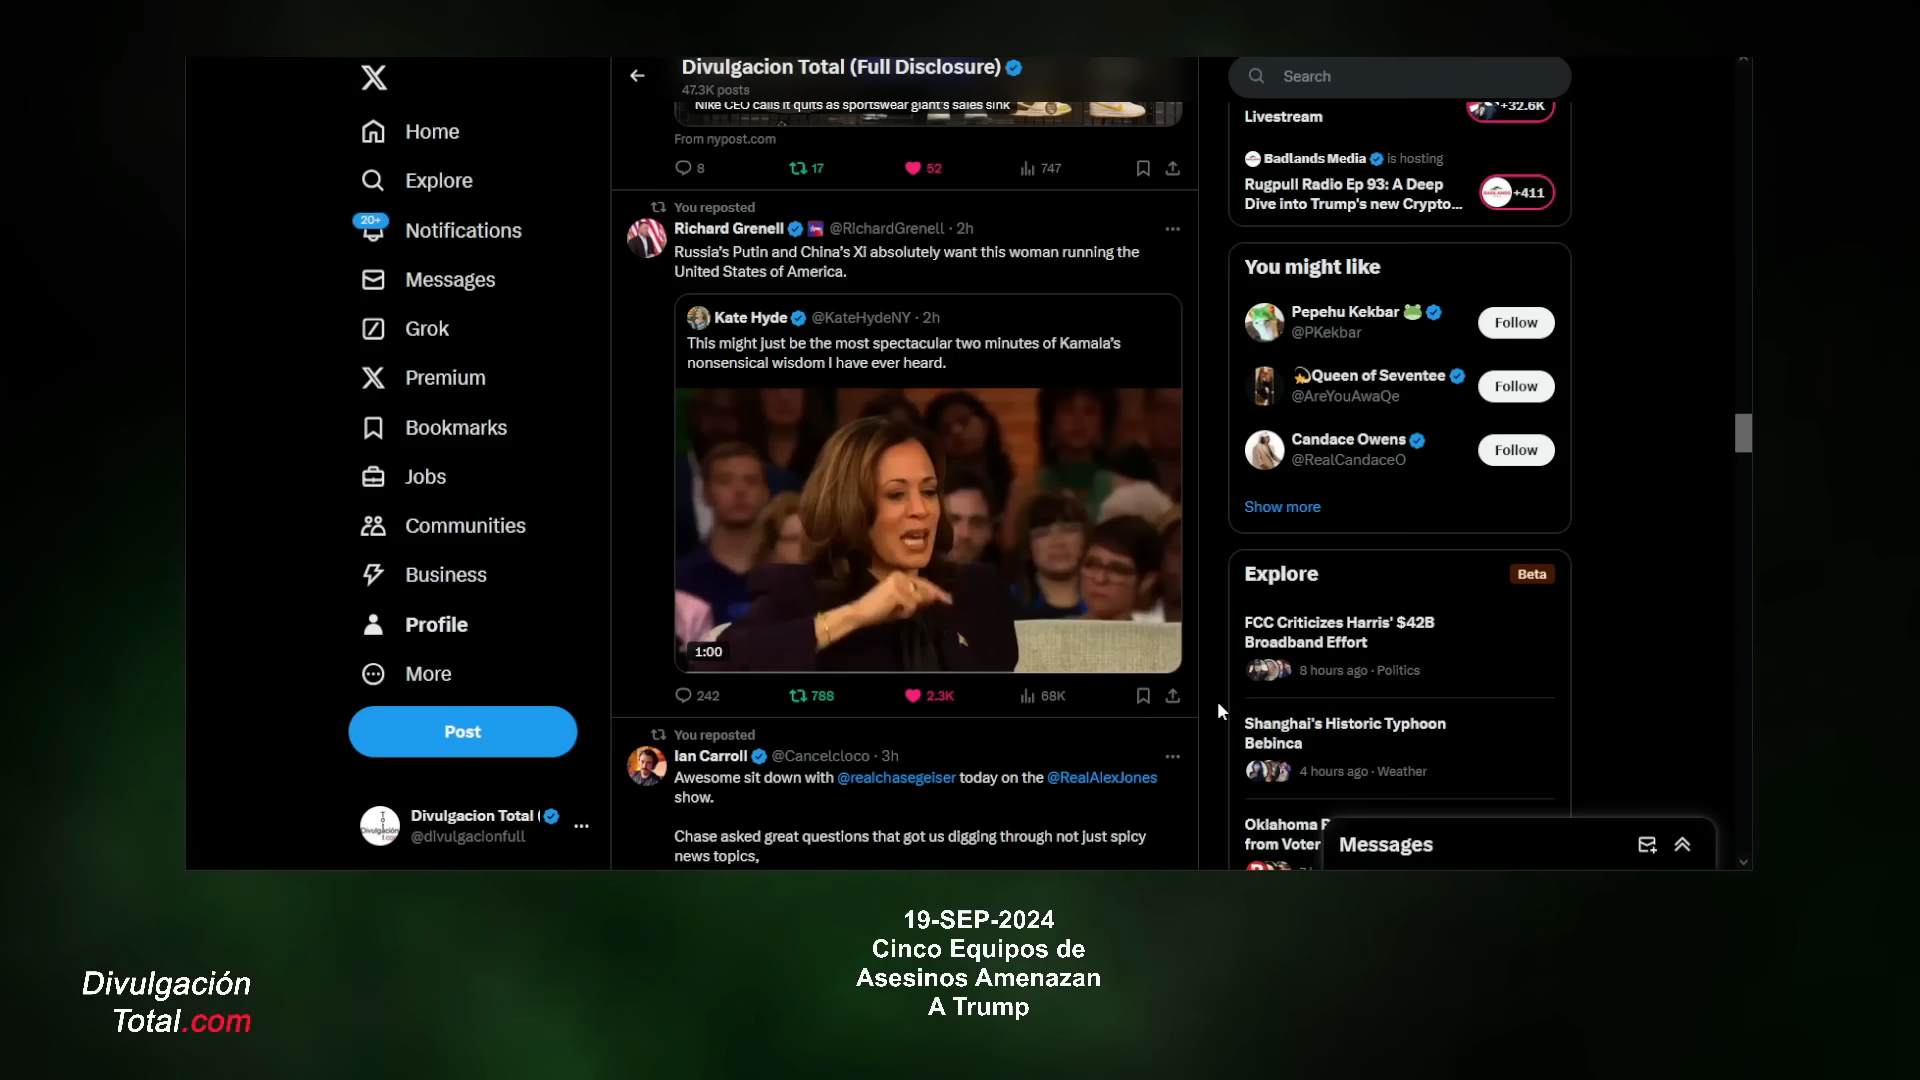 Home
Explore
20+
Notifications
Messages
Grok
Premium
Bookmarks
Jobs
Communities
Business
Profile
More
Post
Divulgacion Total (
@divulgacionfull
Divulgacion Total (Full Disclosure)
47.3K posts
Nike CEO calls it quits as sportswear giant's sales sink
From nypost.com
8 17 52 747
You reposted
Richard Grenell @RichardGrenell · 2h
Russia's Putin and China's Xi absolutely want this woman running the
United States of America.
Kate Hyde @KateHydeNY · 2h
This might just be the most spectacular two minutes of Kamala's
nonsensical wisdom I have ever heard.
1:00
242 788 2.3K 68K
You reposted
Ian Carroll @Cancelcloco · 3h
Awesome sit down with @realchasegeiser today on the @RealAlexJones
show.
Chase asked great questions that got us digging through not just spicy
news topics,
Search
Livestream
+32.6K
Badlands Media is hosting
Rugpull Radio Ep 93: A Deep
Dive into Trump's new Crypto...
+411
You might like
Pepehu Kekbar
@PKekbar
Follow
Queen of Seventee
@AreYouAwaQe
Follow
Candace Owens
@RealCandaceO
Follow
Show more
Explore
Beta
FCC Criticizes Harris' $42B
Broadband Effort
8 hours ago · Politics
Shanghai's Historic Typhoon
Bebinca
4 hours ago · Weather
Oklahoma
from Voter
Messages
19-SEP-2024
Cinco Equipos de
Asesinos Amenazan
A Trump
Divulgación
Total.com